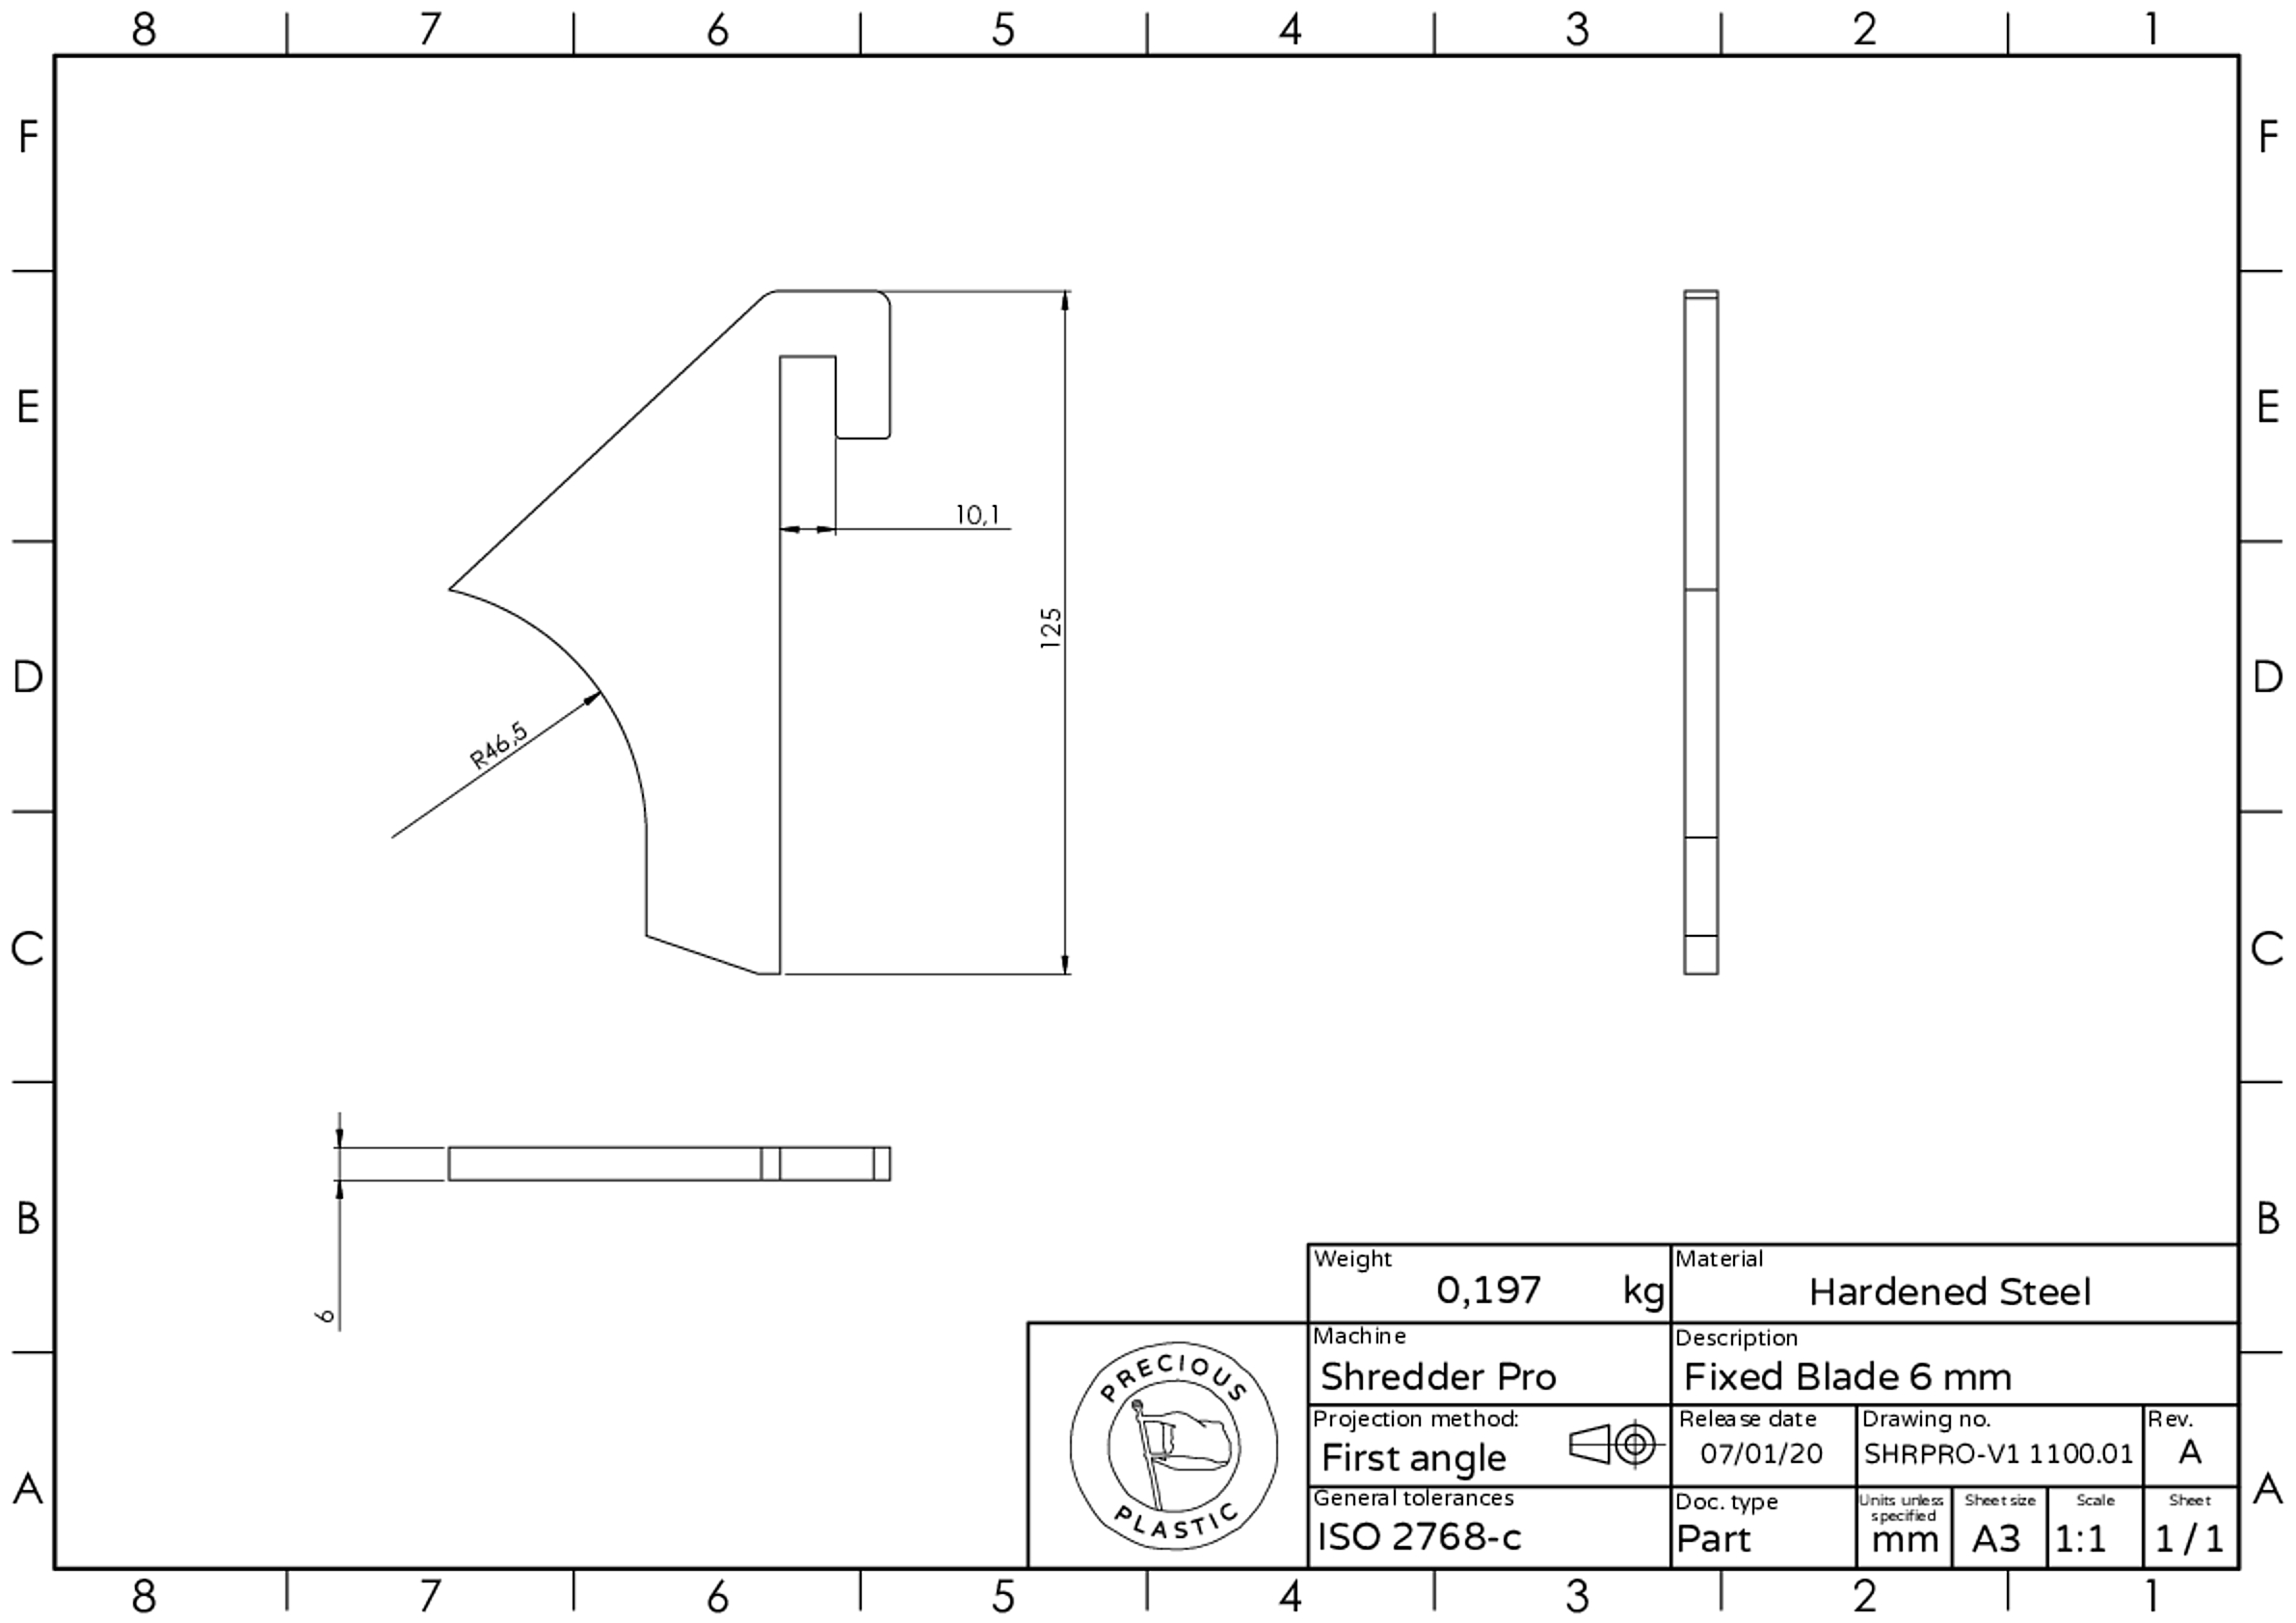 8 7 6 5 4 3 2 1
F F
E E
10,1
125
D D
R46,5
C C
B B
6
Weight
0,197 kg
Material
Hardened Steel
Machine
Shredder Pro
Description
Fixed Blade 6 mm
PRECIOUS
PLASTIC
Projection method:
First angle
Release date
07/01/20
Drawing no.
SHRPRO-V1 1100.01
Rev.
A
A A
General tolerances
ISO 2768-c
Doc. type
Part
Units unless
specified
mm
Sheet size
A3
Scale
1:1
Sheet
1 / 1
8 7 6 5 4 3 2 1